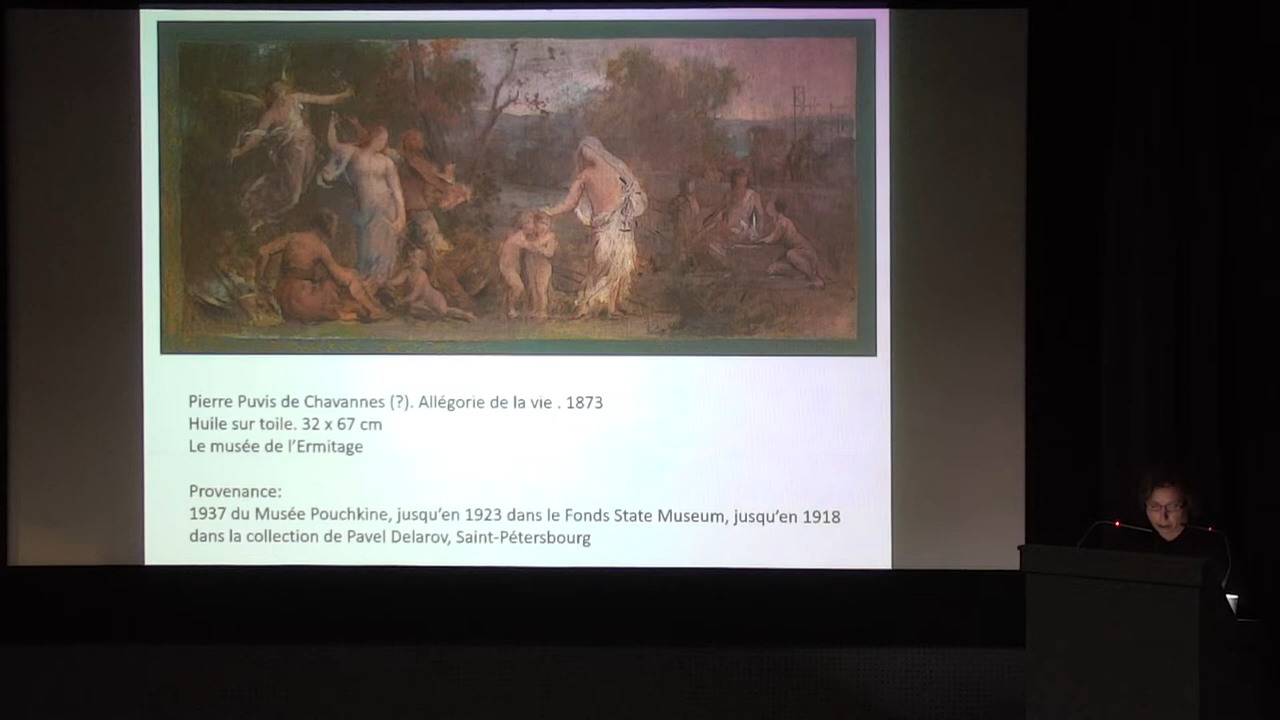 Pierre Puvis de Chavannes (?). Allégorie de la vie . 1873
Huile sur toile. 32 x 67 cm
Le musée de l'Ermitage
Provenance:
1937 du Musée Pouchkine, jusqu'en 1923 dans le Fonds State Museum, jusqu'en 1918
dans la collection de Pavel Delarov, Saint-Pétersbourg